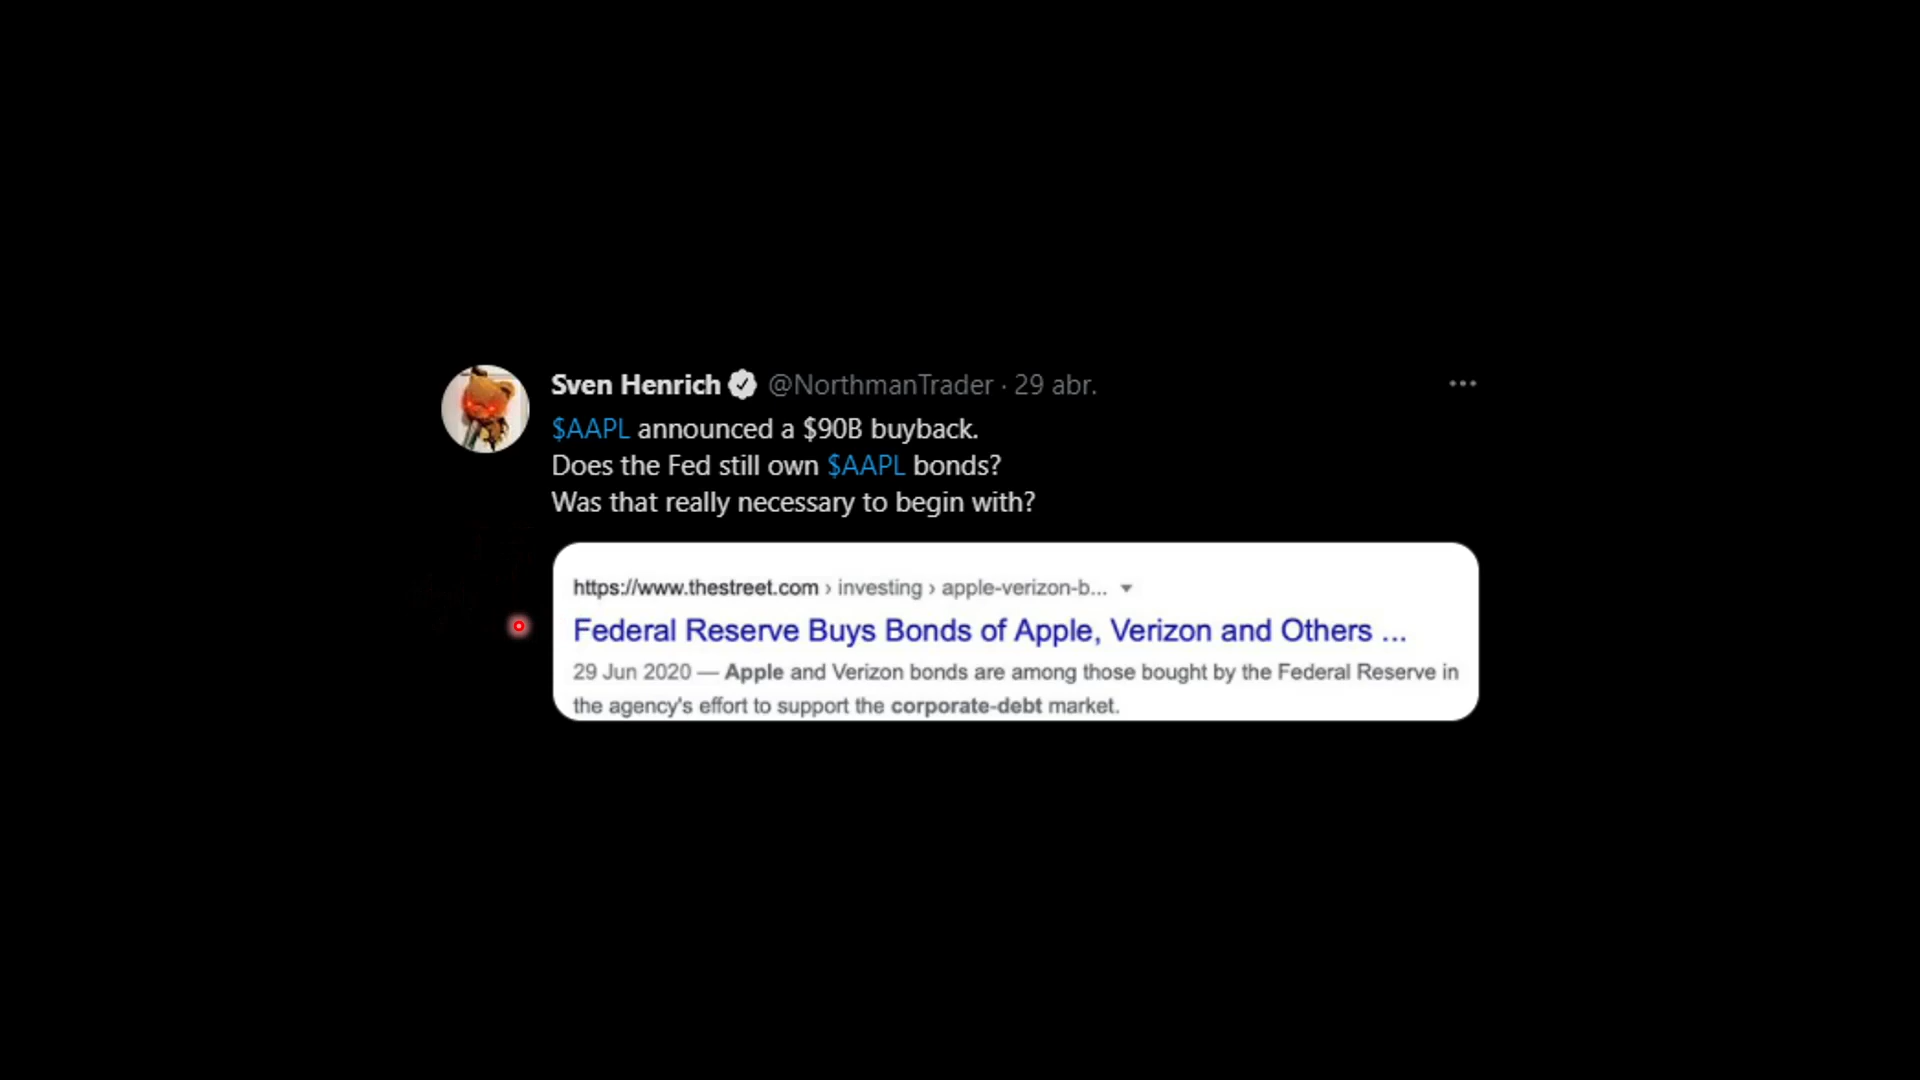 Sven Henrich @NorthmanTrader · 29 abr.
$AAPL announced a $90B buyback.
Does the Fed still own $AAPL bonds?
Was that really necessary to begin with?
https://www.thestreet.com › investing › apple-verizon-b...
Federal Reserve Buys Bonds of Apple, Verizon and Others ...
29 Jun 2020 — Apple and Verizon bonds are among those bought by the Federal Reserve in
the agency's effort to support the corporate-debt market.